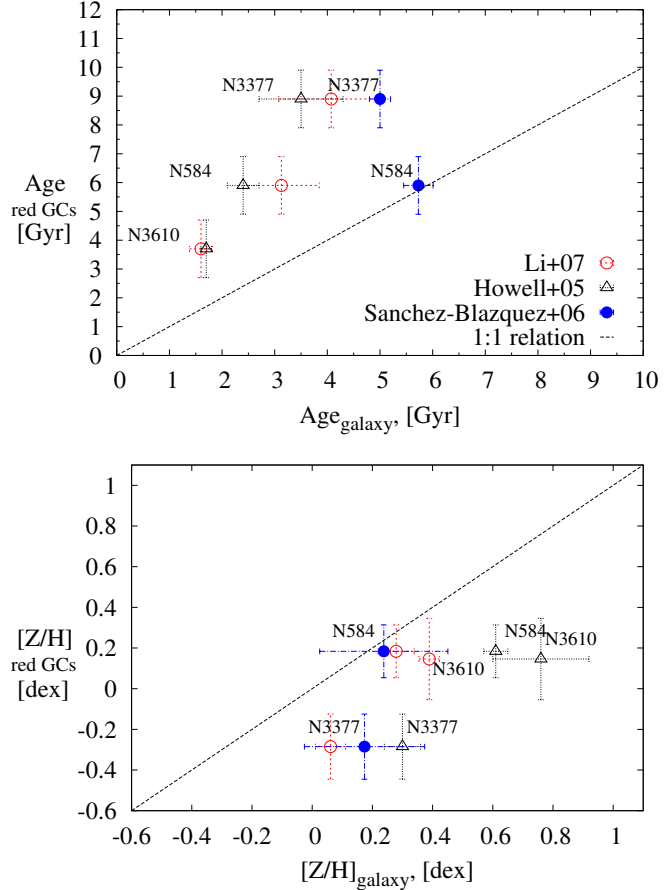 12
11
10
9
8
7
6
5
4
3
2
1
0
Age
red GCs
[Gyr]
N3377 N3377
N584 N584
N3610
Li+07
Howell+05
Sanchez-Blazquez+06
1:1 relation
0 1 2 3 4 5 6 7 8 9 10
Age_galaxy, [Gyr]
1
0.8
0.6
0.4
0.2
0
-0.2
-0.4
-0.6
[Z/H]
red GCs
[dex]
N584 N584
N3610
N3610
N3377 N3377
-0.6 -0.4 -0.2 0 0.2 0.4 0.6 0.8 1
[Z/H]galaxy, [dex]